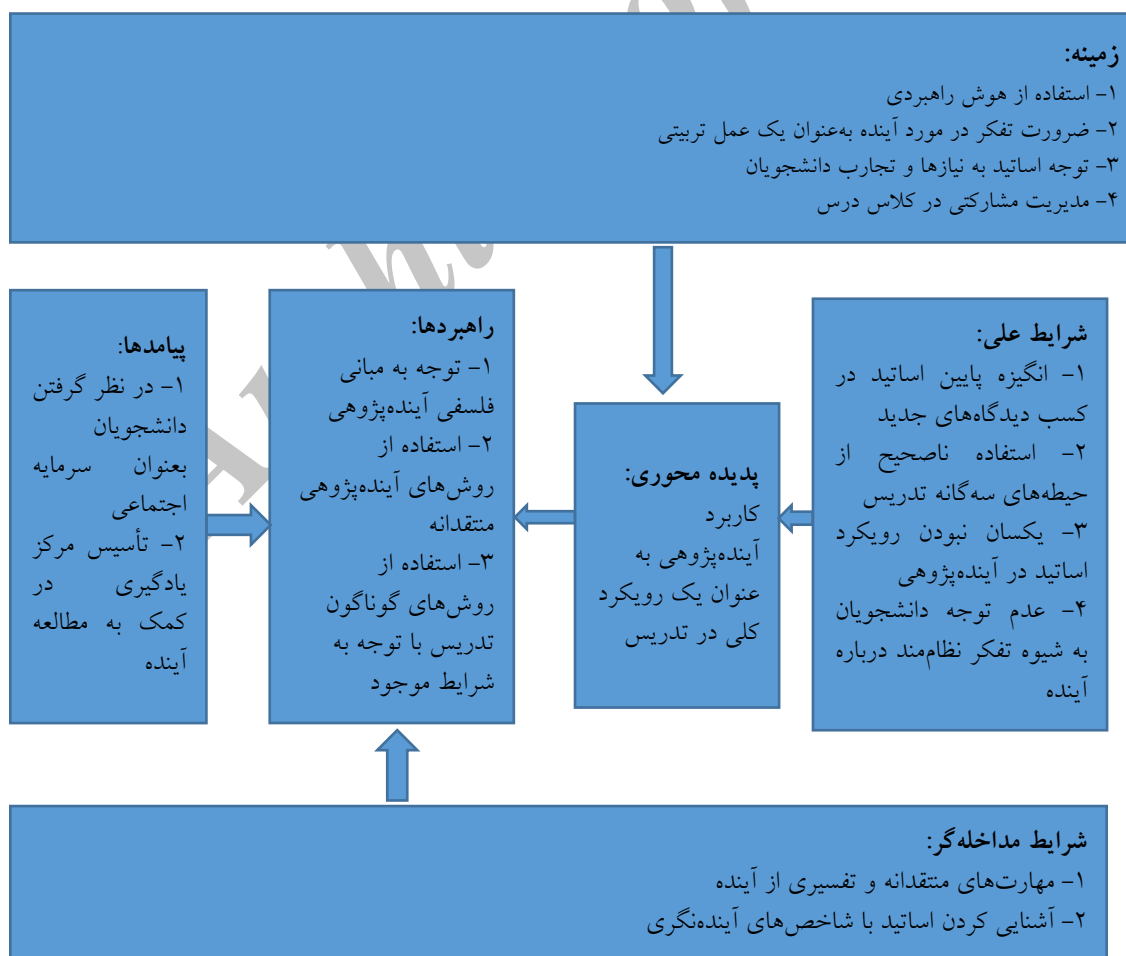 زمینه:
۱- استفاده از هوش راهبردی
۲- ضرورت تفکر در مورد آینده به‌عنوان یک عمل تربیتی
۳- توجه اساتید به نیازها و تجارب دانشجویان
۴- مدیریت مشارکتی در کلاس درس
شرایط علی:
۱- انگیزه پایین اساتید در
کسب دیدگاه‌های جدید
۲- استفاده ناصحیح از
حیطه‌های سه‌گانه تدریس
۳- یکسان نبودن رویکرد
اساتید در آینده‌پژوهی
۴- عدم توجه دانشجویان
به شیوه تفکر نظام‌مند درباره
آینده
پدیده محوری:
کاربرد
آینده‌پژوهی به
عنوان یک رویکرد
کلی در تدریس
راهبردها:
۱- توجه به مبانی
فلسفی آینده‌پژوهی
۲- استفاده از
روش‌های آینده‌پژوهی
منتقدانه
۳- استفاده از
روش‌های گوناگون
تدریس با توجه به
شرایط موجود
پیامدها:
۱- در نظر گرفتن
دانشجویان
بعنوان سرمایه
اجتماعی
۲- تأسیس مرکز
یادگیری در
کمک به مطالعه
آینده
شرایط مداخله‌گر:
۱- مهارت‌های منتقدانه و تفسیری از آینده
۲- آشنایی کردن اساتید با شاخص‌های آینده‌نگری